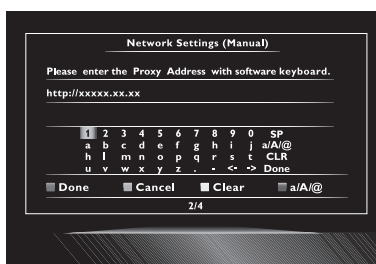 Network Settings (Manual)
Please enter the Proxy Address with software keyboard.
http://xxxxx.xx.xx
1 2 3 4 5 6 7 8 9 0 SP
a b c d e f g h i j a/A/@
h l m n o p q r s t CLR
u v w x y z . - <- -> Done
Done Cancel Clear a/A/@
2/4